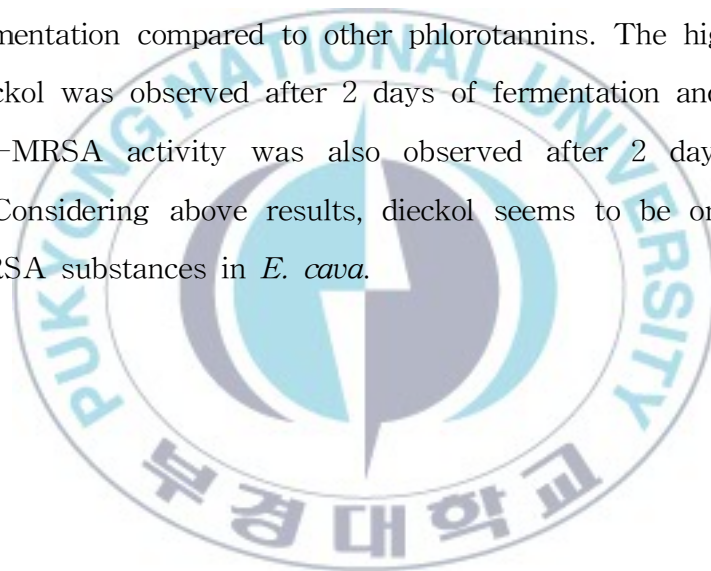 mentation compared to other phlorotannins. The hig
ckol was observed after 2 days of fermentation and
-MRSA activity was also observed after 2 day
Considering above results, dieckol seems to be or
RSA substances in E. cava.
PUKYONG NATIONAL UNIVERSITY
부경대학교